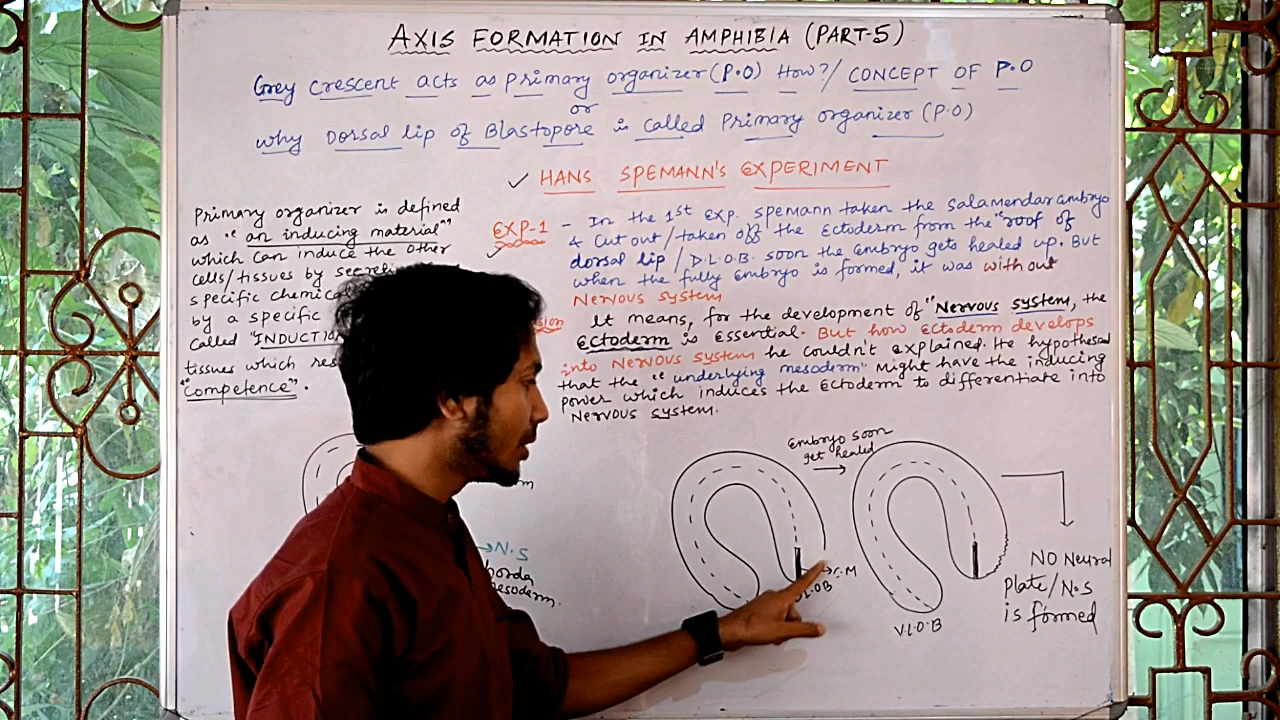 AXIS FORMATION IN AMPHIBIA (PART-5)
Grey crescent acts as primary organizer (P.O) How?/ CONCEPT OF P.O
or
why Dorsal lip of Blastopore is called Primary organizer (P.O)
✓ HANS SPEMANN'S EXPERIMENT
Primary organizer is defined
as "an inducing material"
which can induce the other
cells/tissues by
specific
by a specific
called
tissues which
"competence".
EXP-1 - In the 1st exp. spemann taken the salamendar embryo
& cut out/taken off the Ectoderm from the "roof of
dorsal lip / D.L.O.B. soon the Embryo gets healed up. But
when the fully Embryo is formed, it was with out
Nervous system
It means, for the development of "Nervous system, the
Ectoderm is Essential. But how Ectoderm develops
into Nervous system he couldn't explained. He
that the "underlying mesoderm" Might have the inducing
power which induces the Ectoderm to differentiate into
Nervous system.
Embryo soon
get healed
→N.S
D.L.O.B
V.L.O.B
NO Neural
Plate/N.S
is formed